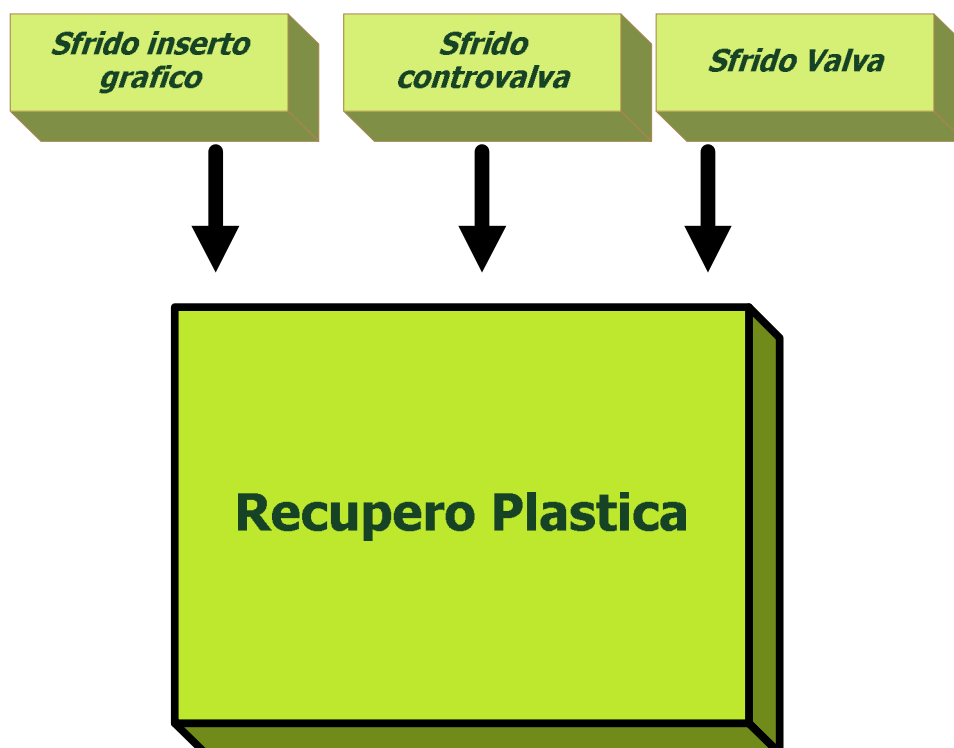 Sfrido inserto
grafico
Sfrido
controvalva
Sfrido Valva
Recupero Plastica